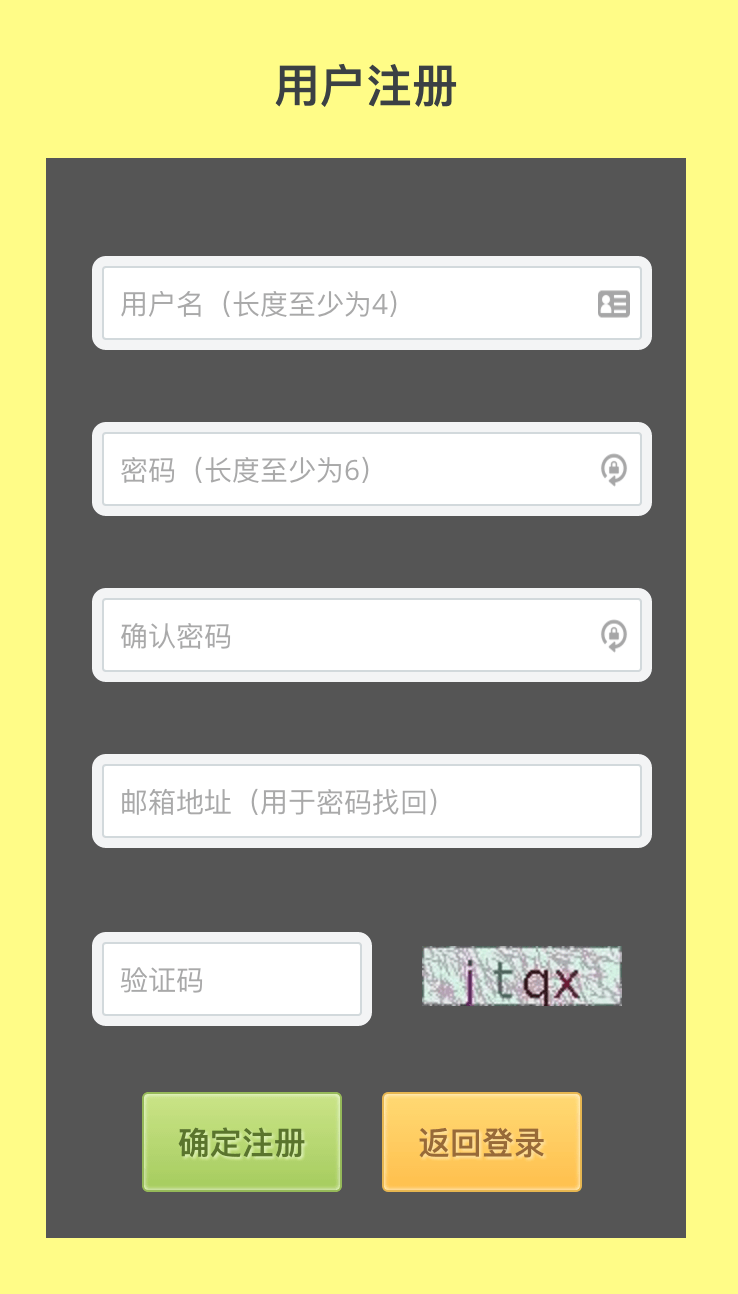 用户注册
用户名（长度至少为4）
密码（长度至少为6）
确认密码
邮箱地址（用于密码找回）
验证码
jtqx
确定注册 返回登录